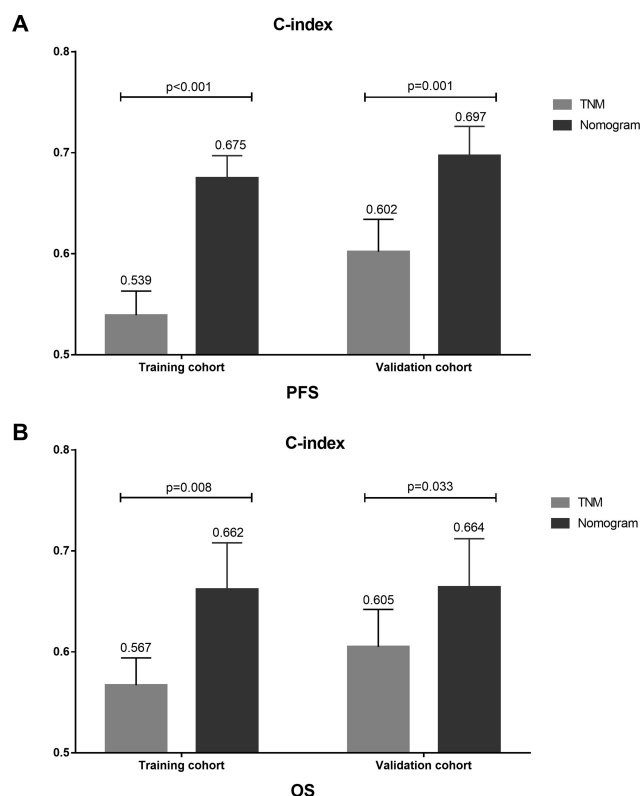 A
C-index
0.8
0.7
0.6
0.5
p<0.001
p=0.001
0.539
0.675
0.602
0.697
TNM
Nomogram
Training cohort
Validation cohort
PFS
B
C-index
0.8
0.7
0.6
0.5
p=0.008
p=0.033
0.567
0.662
0.605
0.664
TNM
Nomogram
Training cohort
Validation cohort
OS